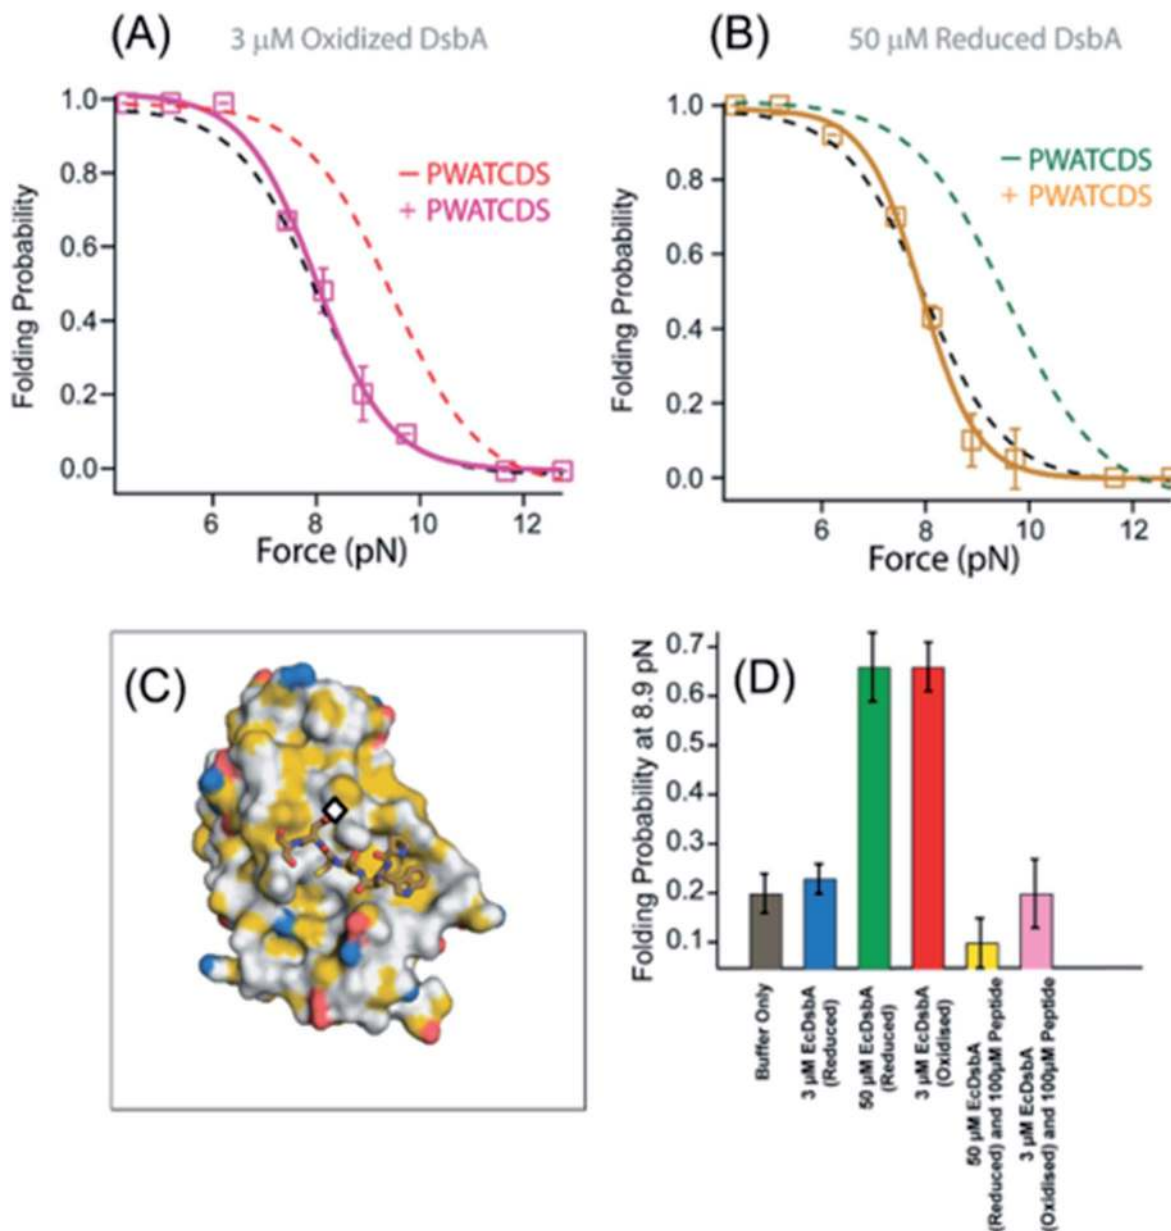 (A)
3 µM Oxidized DsbA
Folding Probability
1.0
0.8
0.6
0.4
0.2
0.0
– PWATCDS
+ PWATCDS
6 8 10 12
Force (pN)
(B)
50 µM Reduced DsbA
Folding Probability
1.0
0.8
0.6
0.4
0.2
0.0
– PWATCDS
+ PWATCDS
6 8 10 12
Force (pN)
(C)
(D)
Folding Probability at 8.9 pN
0.7
0.6
0.5
0.4
0.3
0.2
0.1
Buffer Only
3 µM EcDsbA
(Reduced)
50 µM EcDsbA
(Reduced)
3 µM EcDsbA
(Oxidised)
50 µM EcDsbA
(Reduced) and 100µM Peptide
3 µM EcDsbA
(Oxidised) and 100µM Peptide